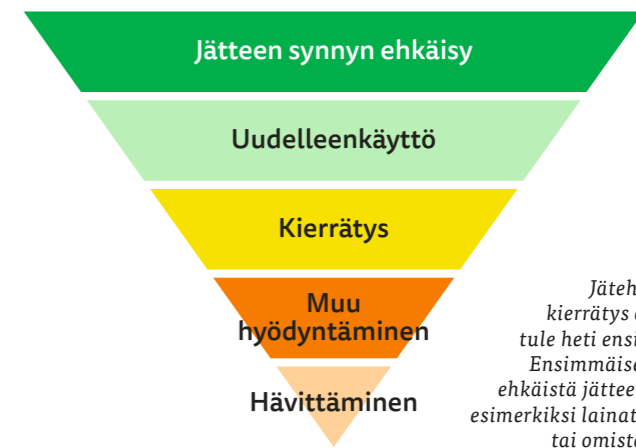 Jätteen synnyn ehkäisy
Uudelleenkäyttö
Kierrätys
Muu
hyödyntäminen
Hävittäminen
kierrätys
tule heti
ehkäistä
esimerkiksi
tai